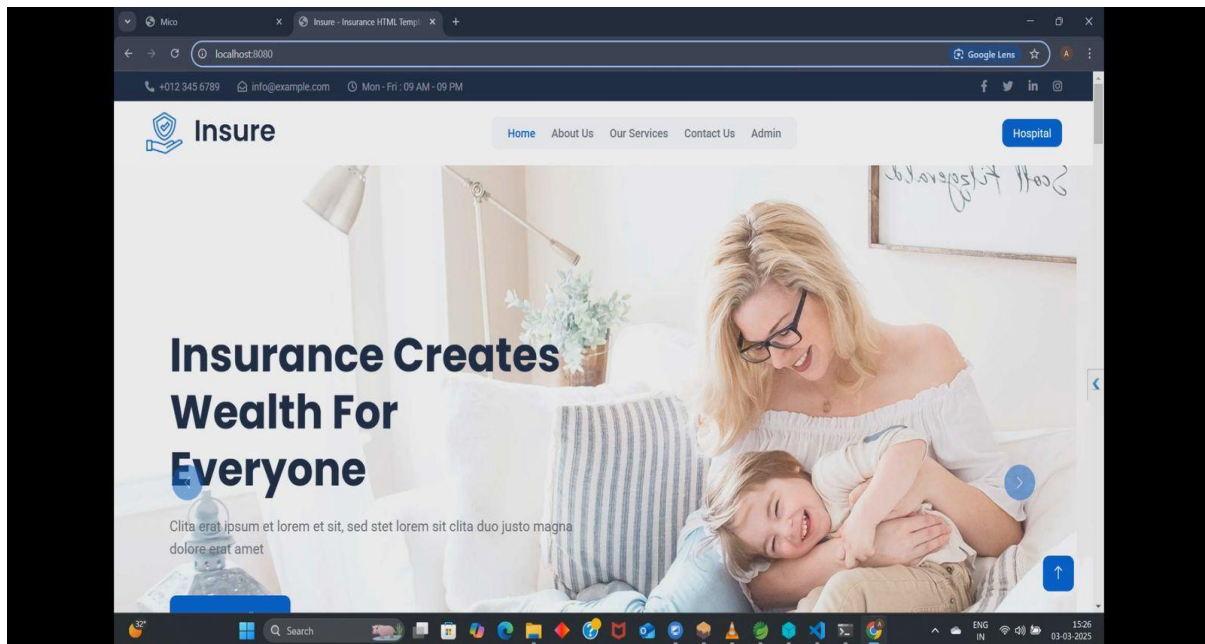 Mico
Insure - Insurance HTML Templ
localhost:8080
Google Lens
A
+012 345 6789
info@example.com
Mon - Fri : 09 AM - 09 PM
Insure
Home
About Us
Our Services
Contact Us
Admin
Hospital
Scott Fitzgerald
Insurance Creates
Wealth For
Everyone
Clita erat ipsum et lorem et sit, sed stet lorem sit clita duo justo magna
dolore erat amet
32°
Search
ENG
IN
15:26
03-03-2025